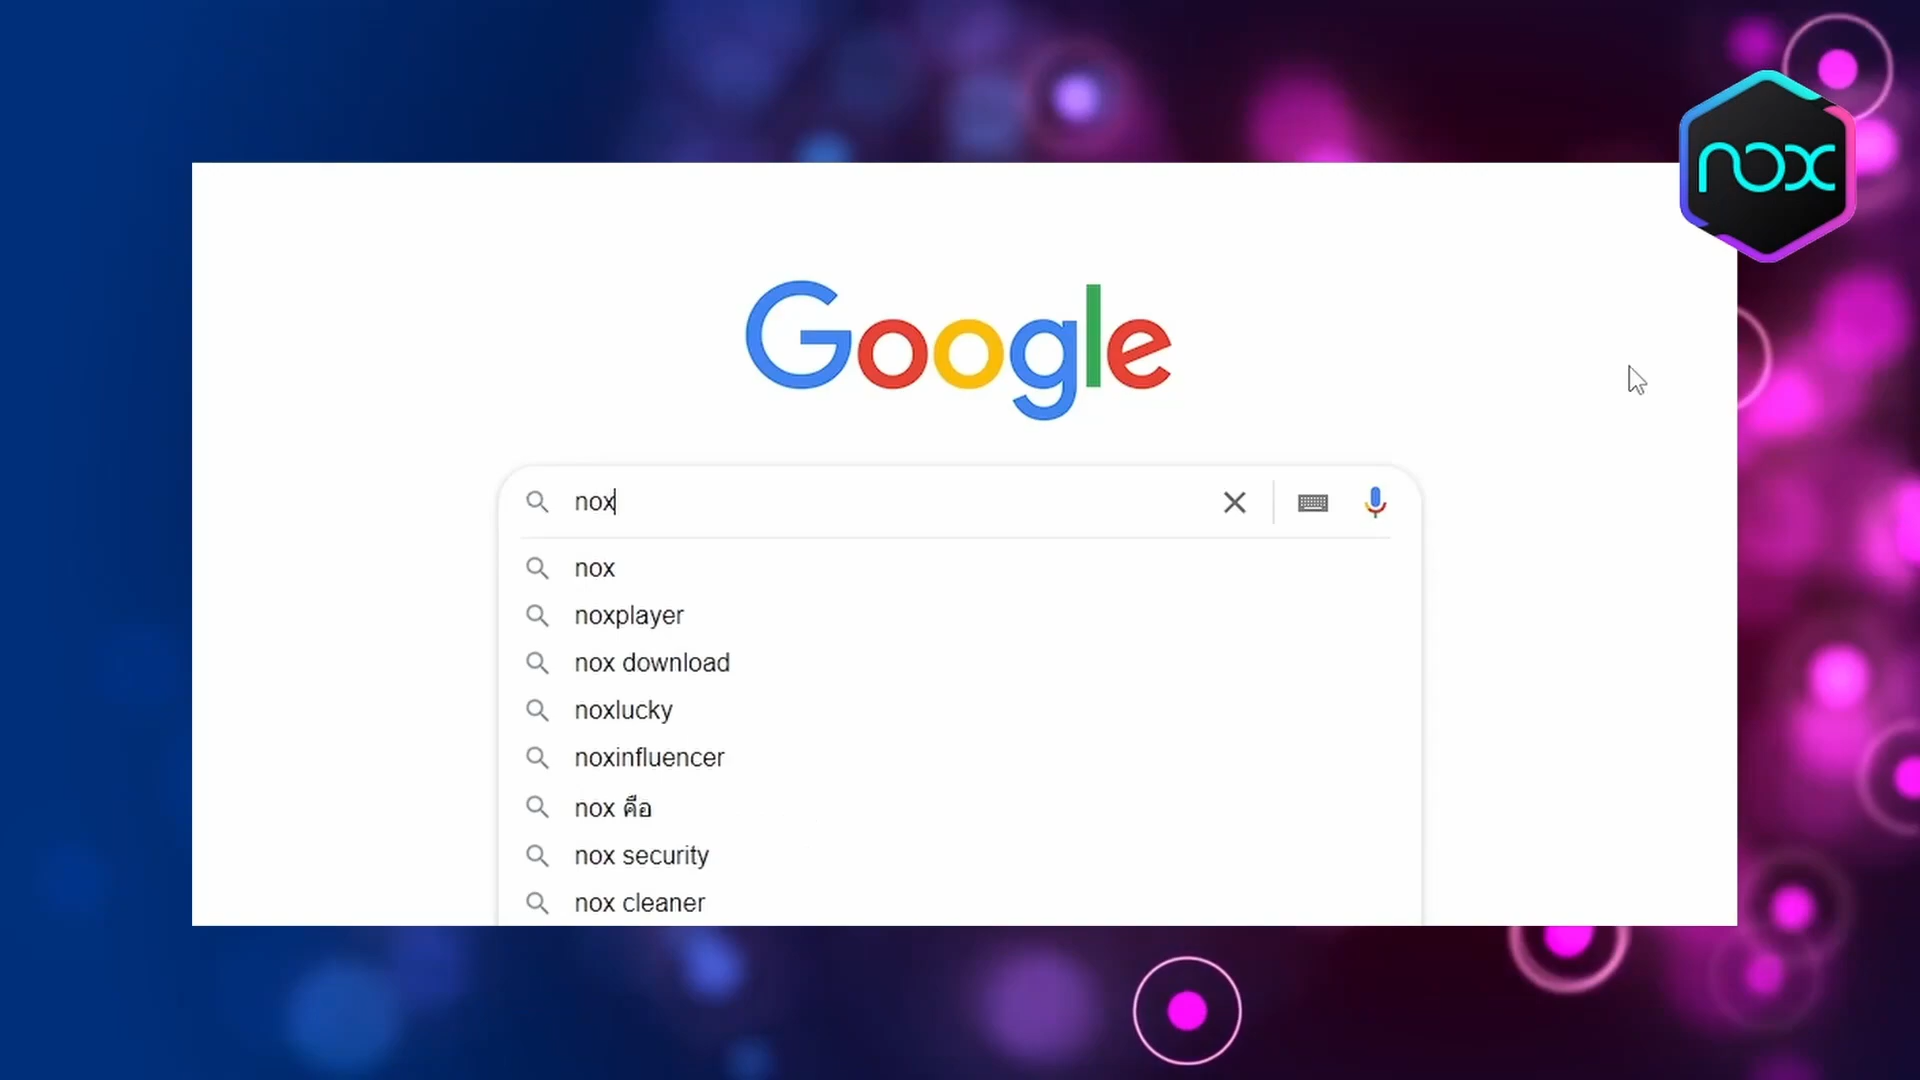 nox
Google
nox
nox
noxplayer
nox download
noxlucky
noxinfluencer
nox คือ
nox security
nox cleaner